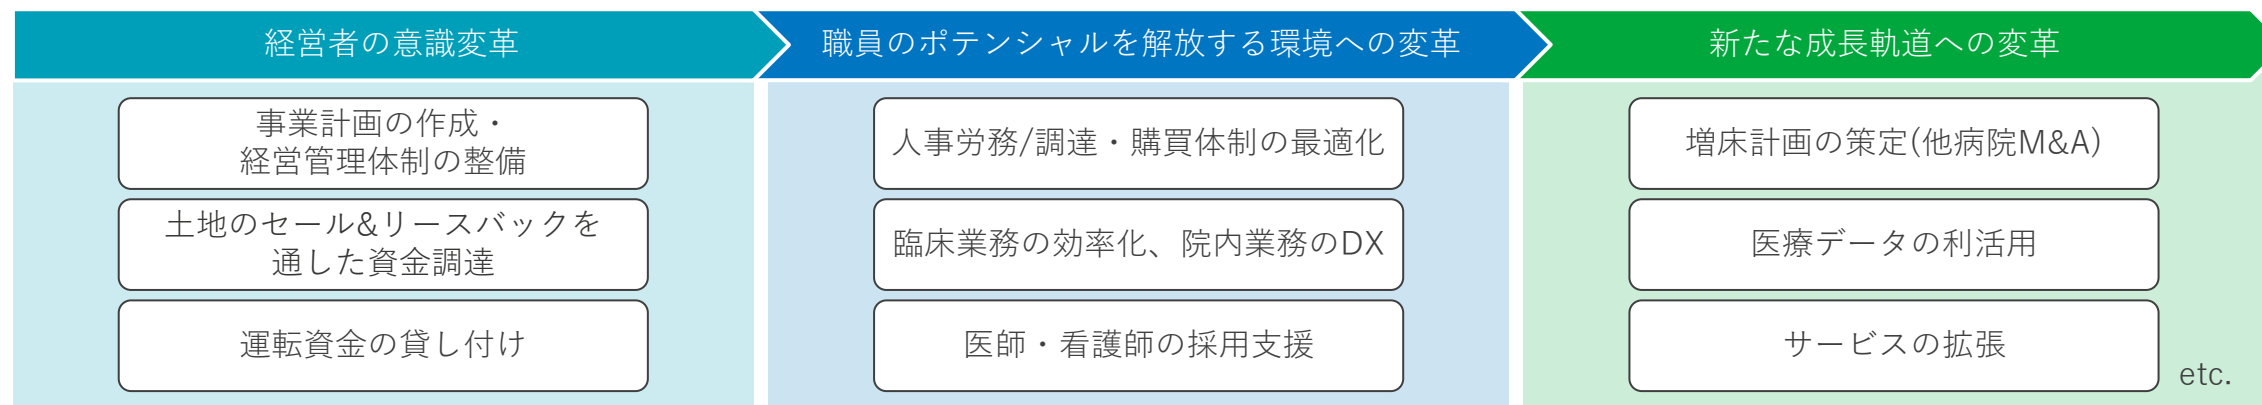 経営者の意識変革
職員のポテンシャルを解放する環境への変革
新たな成長軌道への変革
事業計画の作成・
経営管理体制の整備
土地のセール&リースバックを
通した資金調達
運転資金の貸し付け
人事労務/調達・購買体制の最適化
臨床業務の効率化、院内業務のDX
医師・看護師の採用支援
増床計画の策定(他病院M&A)
医療データの利活用
サービスの拡張
etc.